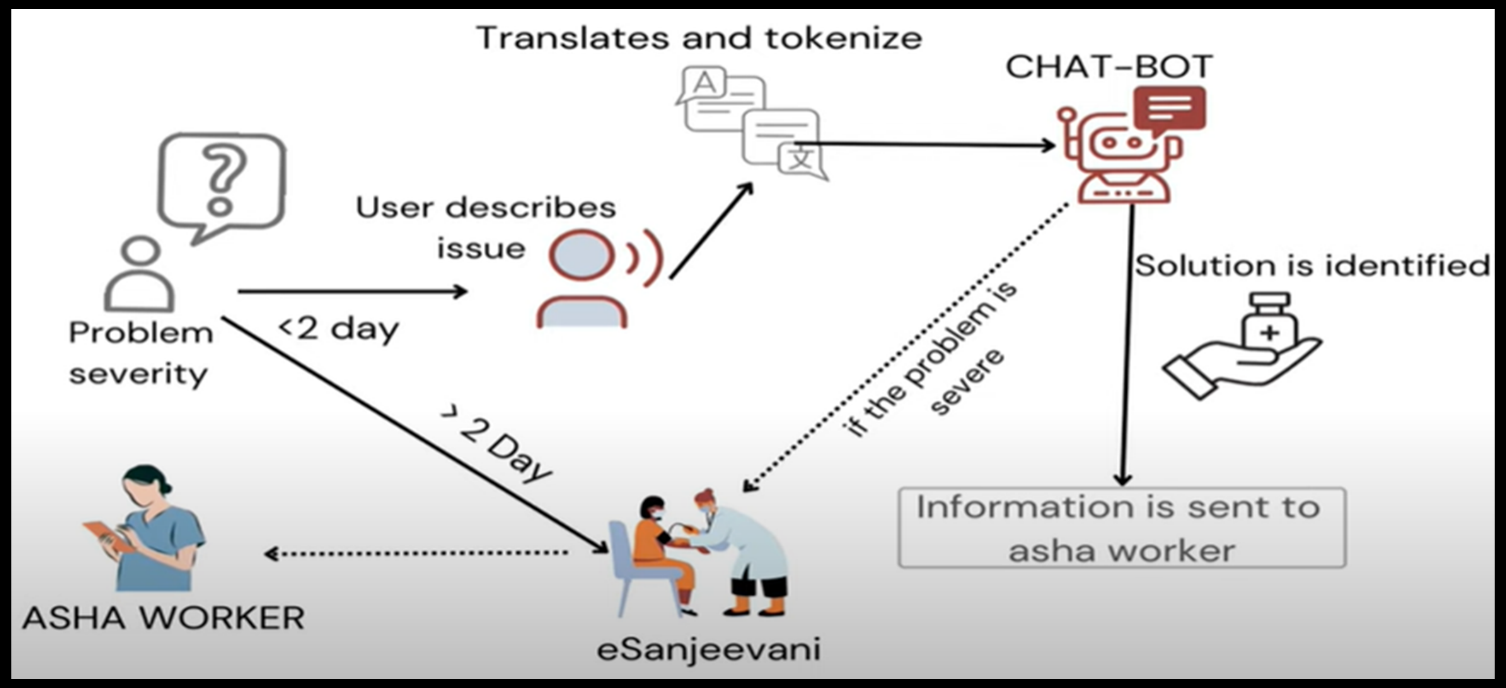 Translates and tokenize
A
文
CHAT-BOT
?
User describes
issue
Solution is identified
Problem
severity
<2 day
> 2 Day
if the problem is
severe
Information is sent to
asha worker
ASHA WORKER
eSanjeevani